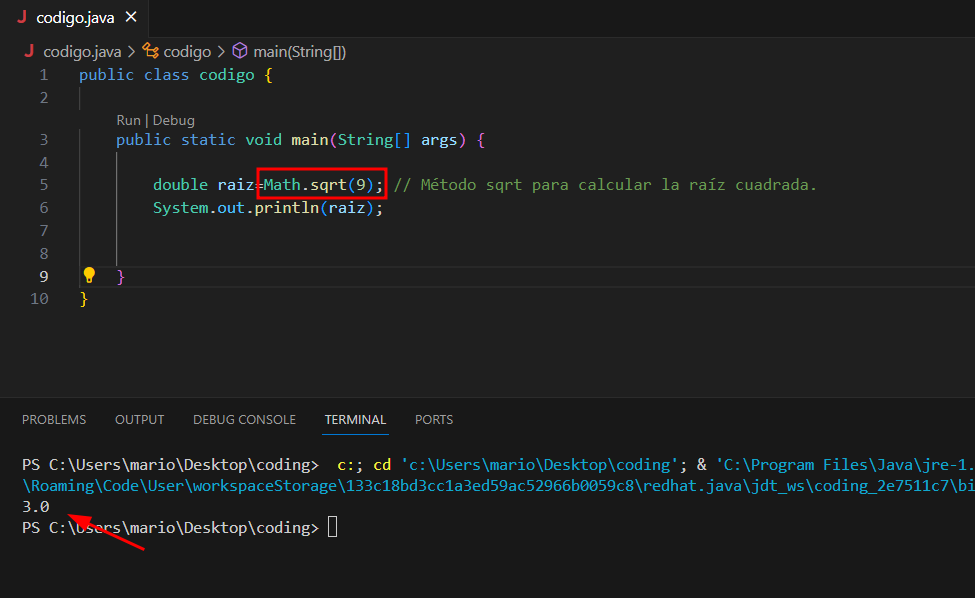 J codigo.java ×
J codigo.java > codigo > main(String[])
1 public class codigo {
2
Run | Debug
3 public static void main(String[] args) {
4
5 double raiz=Math.sqrt(9); // Método sqrt para calcular la raíz cuadrada.
6 System.out.println(raiz);
7
8
9 }
10 }
PROBLEMS OUTPUT DEBUG CONSOLE TERMINAL PORTS
PS C:\Users\mario\Desktop\coding> c:; cd 'c:\Users\mario\Desktop\coding'; & 'C:\Program Files\Java\jre-1.
\Roaming\Code\User\workspaceStorage\133c18bd3cc1a3ed59ac52966b0059c8\redhat.java\jdt_ws\coding_2e7511c7\bi
3.0
PS C:\Users\mario\Desktop\coding>